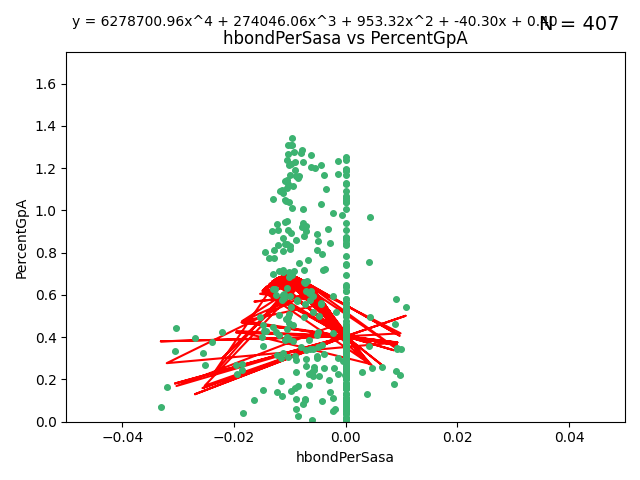 y = 6278700.96x^4 + 274046.06x^3 + 953.32x^2 + -40.30x + 0.
N = 407
hbondPerSasa vs PercentGpA
1.6
1.4
1.2
1.0
0.8
0.6
0.4
0.2
0.0
PercentGpA
−0.04 −0.02 0.00 0.02 0.04
hbondPerSasa